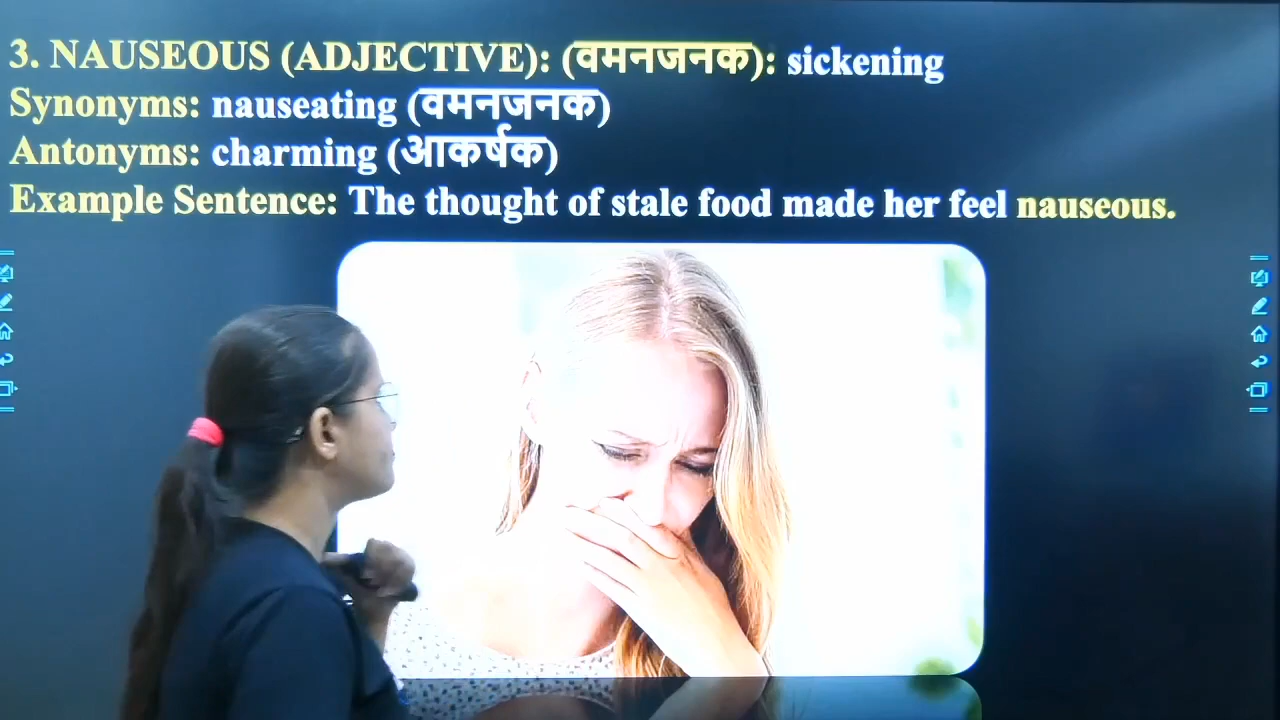 3. NAUSEOUS (ADJECTIVE): (वमनजनक): sickening
Synonyms: nauseating (वमनजनक)
Antonyms: charming (आकर्षक)
Example Sentence: The thought of stale food made her feel nauseous.